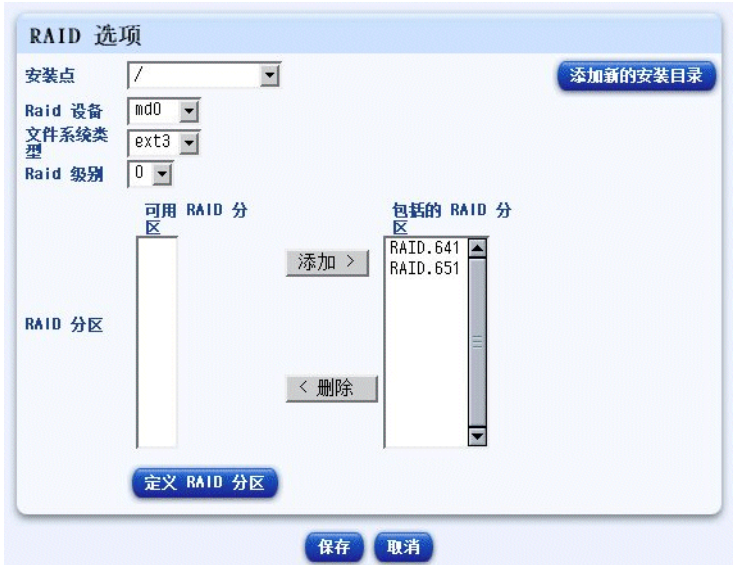 RAID 选项
安装点
/
添加新的安装目录
Raid 设备
md0
文件系统类
型
ext3
Raid 级别
0
可用 RAID 分
区
包括的 RAID 分
区
RAID.641
RAID.651
添加 >
RAID 分区
< 删除
定义 RAID 分区
保存
取消